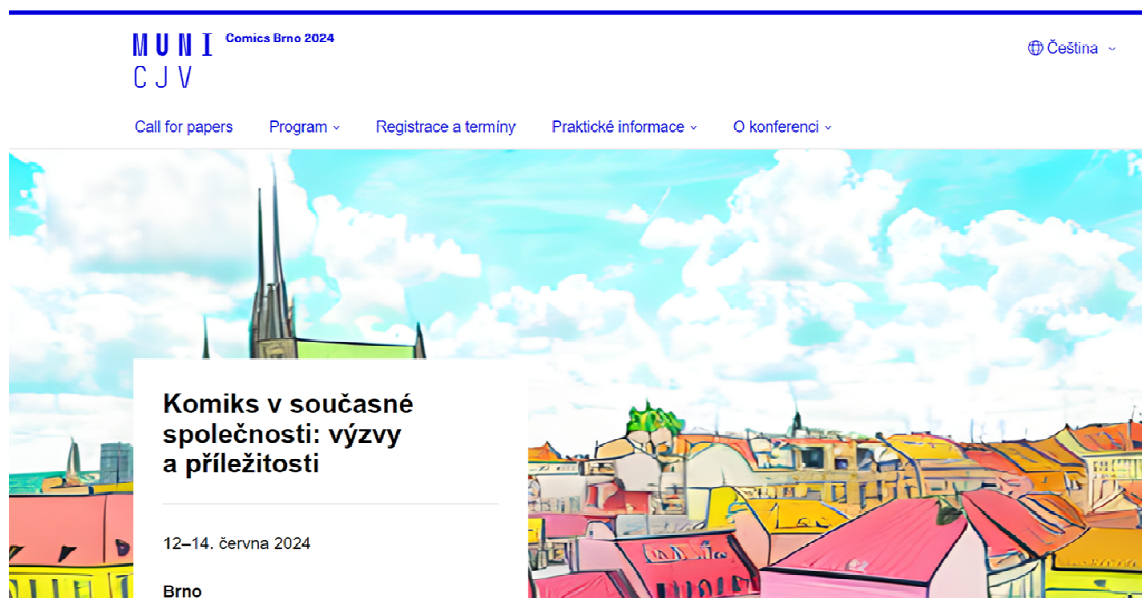 MUNI Comics Brno 2024
CJV
Čeština
Call for papers Program Registrace a termíny Praktické informace O konferenci
Komiks v současné
společnosti: výzvy
a příležitosti
12–14. června 2024
Brno